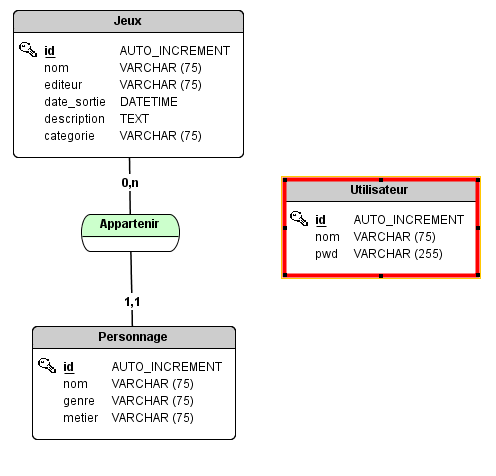 Jeux
id AUTO_INCREMENT
nom VARCHAR (75)
editeur VARCHAR (75)
date_sortie DATETIME
description TEXT
categorie VARCHAR (75)
0,n
Appartenir
1,1
Personnage
id AUTO_INCREMENT
nom VARCHAR (75)
genre VARCHAR (75)
metier VARCHAR (75)
Utilisateur
id AUTO_INCREMENT
nom VARCHAR (75)
pwd VARCHAR (255)